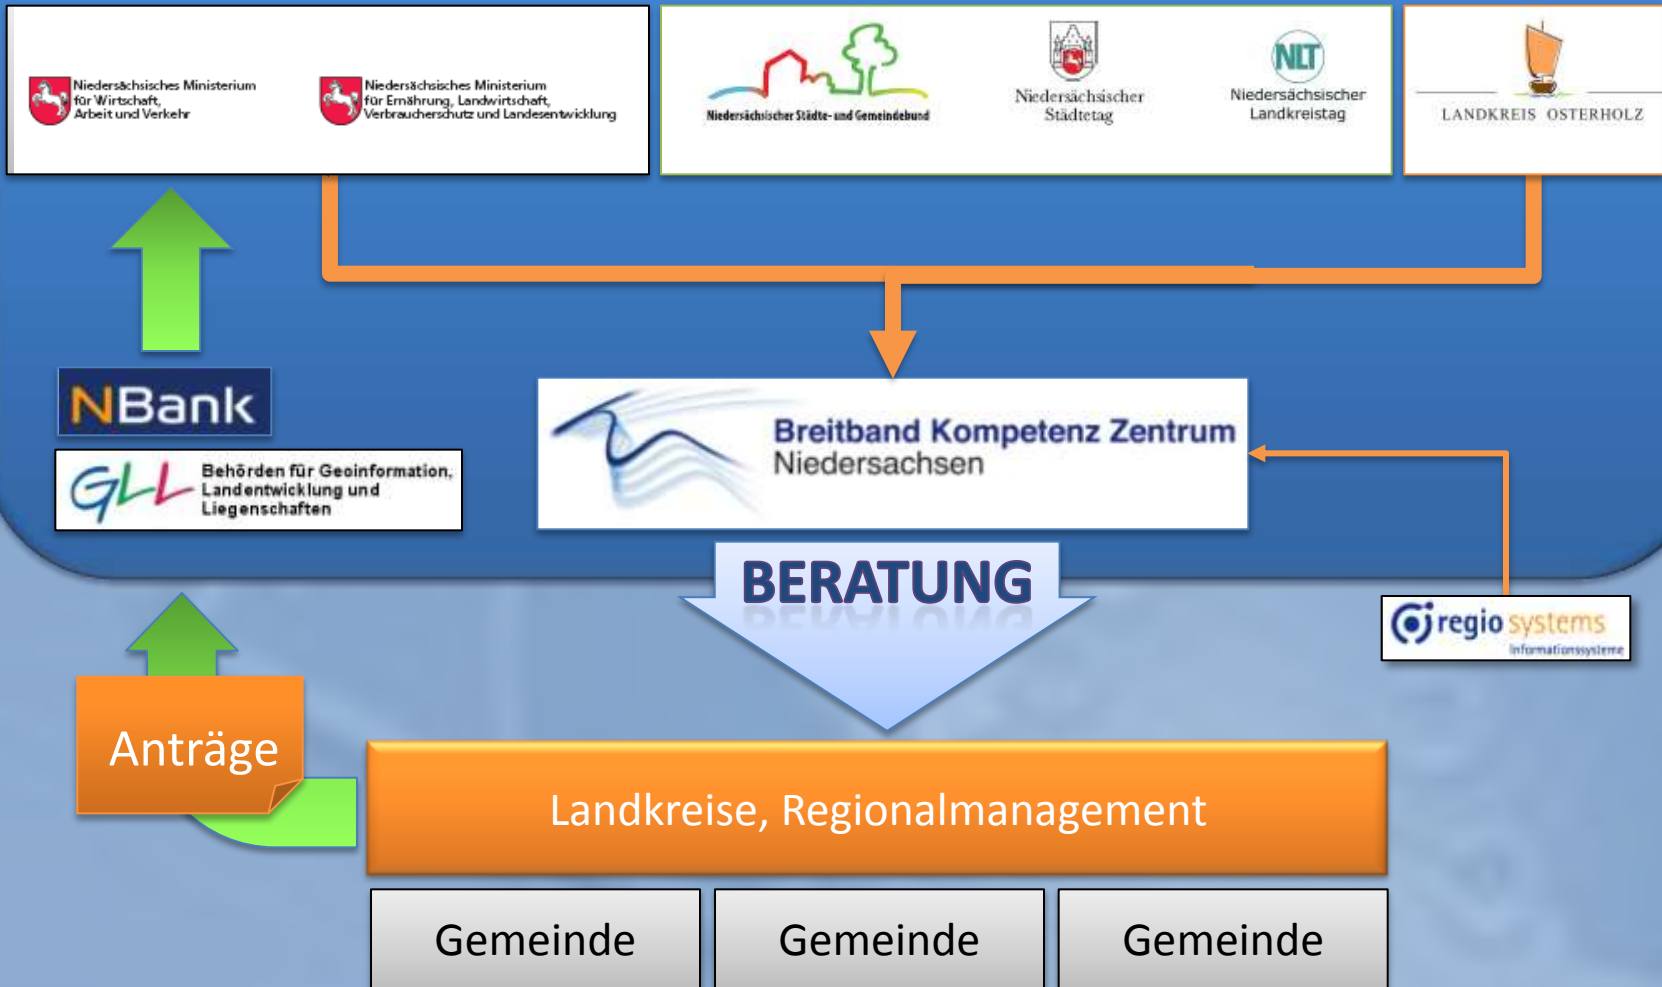 Niedersächsisches Ministerium
für Wirtschaft,
Arbeit und Verkehr
Niedersächsisches Ministerium
für Ernährung, Landwirtschaft,
Verbraucherschutz und Landesentwicklung
Niedersächsischer Städte- und Gemeindebund
Niedersächsischer
Städtetag
NLT
Niedersächsischer
Landkreistag
LANDKREIS OSTERHOLZ
NBank
GLL
Behörden für Geoinformation,
Landentwicklung und
Liegenschaften
Breitband Kompetenz Zentrum
Niedersachsen
BERATUNG
regio systems
Informationssysteme
Anträge
Landkreise, Regionalmanagement
Gemeinde
Gemeinde
Gemeinde